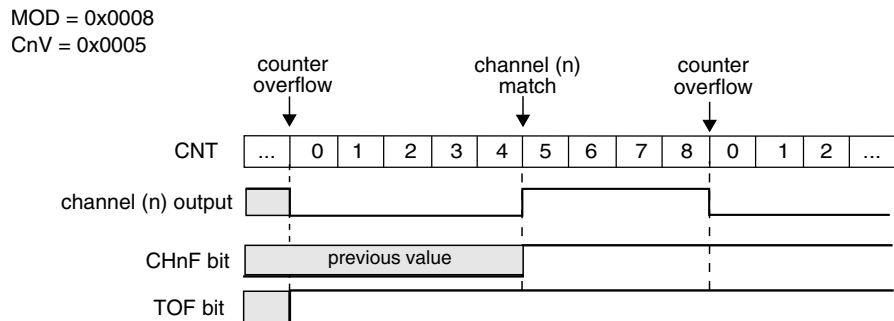 MOD = 0x0008
CnV = 0x0005
counter overflow
channel (n) match
counter overflow
CNT ... 0 1 2 3 4 5 6 7 8 0 1 2 ...
channel (n) output
CHnF bit previous value
TOF bit